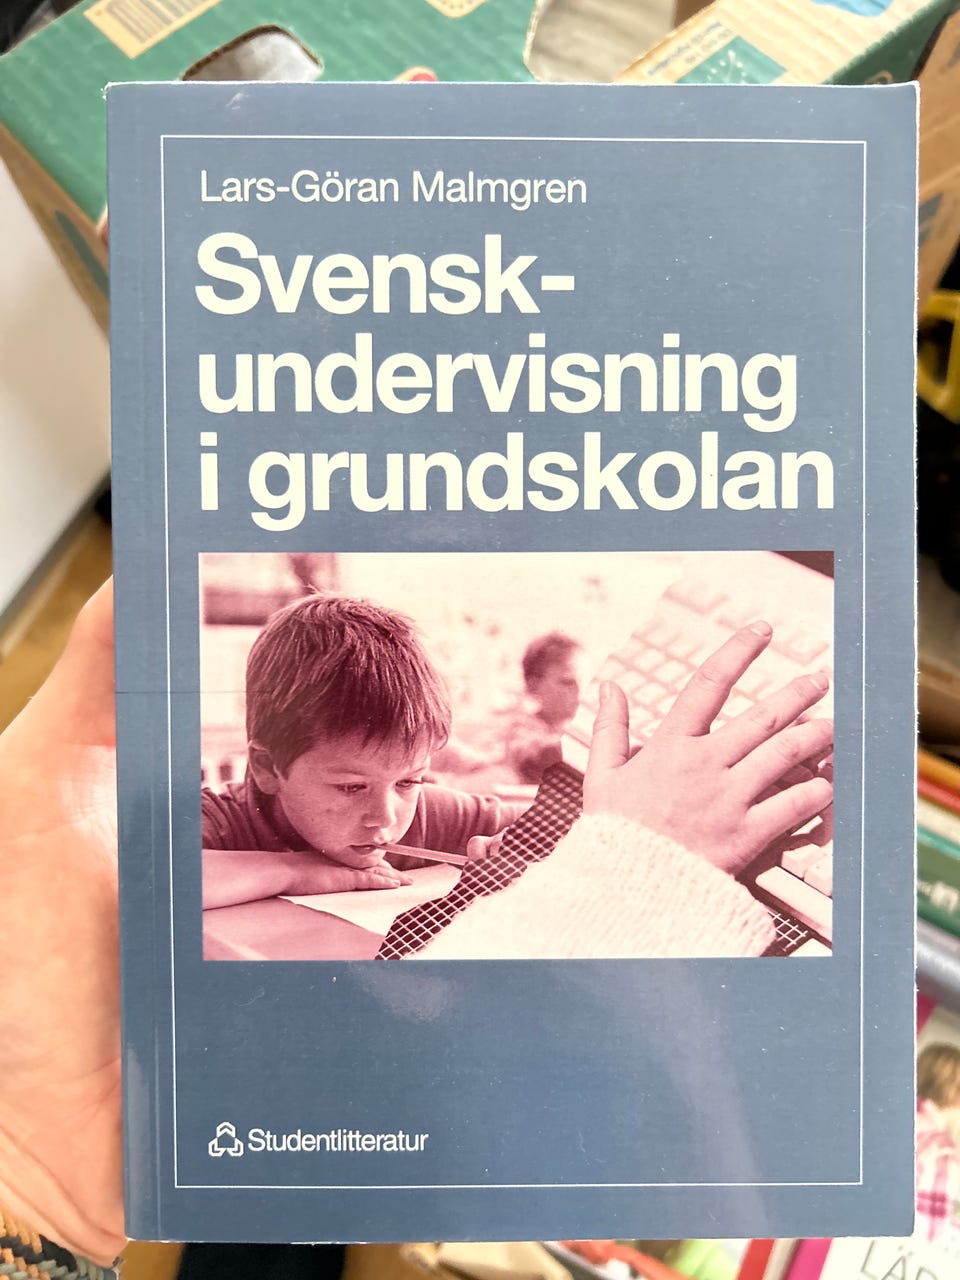 Lars-Göran Malmgren
Svensk-
undervisning
i grundskolan
Studentlitteratur